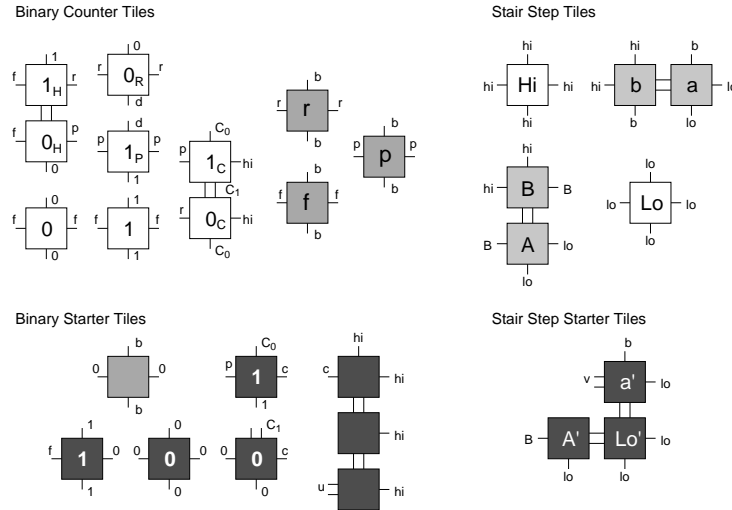 Binary Counter Tiles
Stair Step Tiles
1
f 1H r
f 0H p
0
0
r 0R r
d
d
p 1P p
1
0
f 0 f
0
1
f 1 f
1
C0
p 1C hi
C1
r 0C hi
C0
b
r r r
b
b
f f f
b
b
p p p
b
hi
hi Hi hi
hi
hi b
hi b a lo
b lo
hi
hi B B
B A lo
lo
lo
lo Lo lo
lo
Binary Starter Tiles
Stair Step Starter Tiles
b
0 0
b
C0
p 1 c
1
hi
c hi
hi
u hi
1
f 1 0
1
0
0 0 0
0
C1
0 0 c
0
b
v a' lo
B A' Lo' lo
lo lo